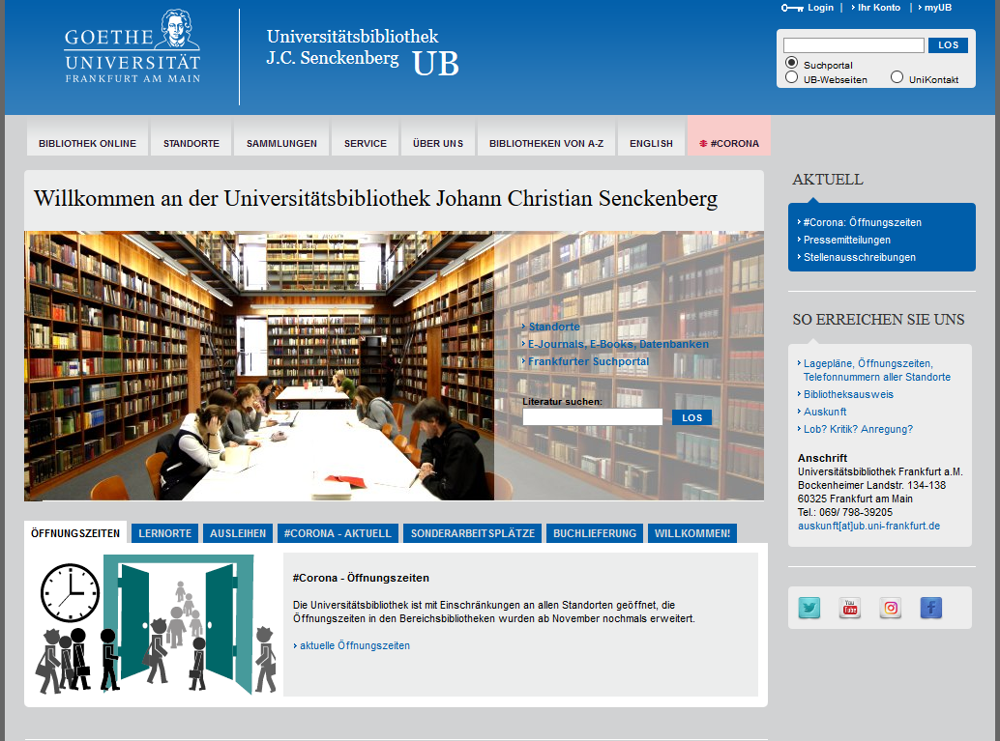 Login | Ihr Konto | myUB
GOETHE
UNIVERSITÄT
FRANKFURT AM MAIN
Universitätsbibliothek
J.C. Senckenberg UB
LOS
Suchportal
UB-Webseiten UniKontakt
BIBLIOTHEK ONLINE STANDORTE SAMMLUNGEN SERVICE ÜBER UNS BIBLIOTHEKEN VON A-Z ENGLISH #CORONA
Willkommen an der Universitätsbibliothek Johann Christian Senckenberg
Standorte
E-Journals, E-Books, Datenbanken
Frankfurter Suchportal
Literatur suchen:
LOS
ÖFFNUNGSZEITEN LERNORTE AUSLEIHEN #CORONA - AKTUELL SONDERARBEITSPLÄTZE BUCHLIEFERUNG WILLKOMMEN!
#Corona - Öffnungszeiten
Die Universitätsbibliothek ist mit Einschränkungen an allen Standorten geöffnet, die
Öffnungszeiten in den Bereichsbibliotheken wurden ab November nochmals erweitert.
aktuelle Öffnungszeiten
AKTUELL
#Corona: Öffnungszeiten
Pressemitteilungen
Stellenausschreibungen
SO ERREICHEN SIE UNS
Lagepläne, Öffnungszeiten,
Telefonnummern aller Standorte
Bibliotheksausweis
Auskunft
Lob? Kritik? Anregung?
Anschrift
Universitätsbibliothek Frankfurt a.M.
Bockenheimer Landstr. 134-138
60325 Frankfurt am Main
Tel.: 069/ 798-39205
auskunft[at]ub.uni-frankfurt.de
You
Tube